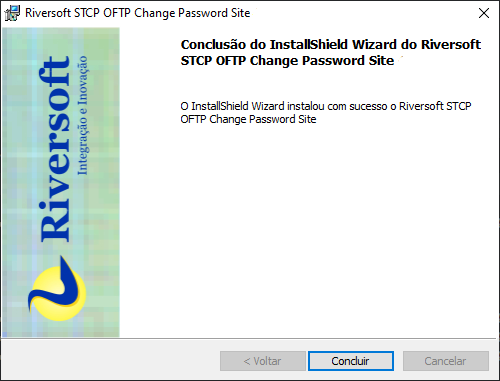 Riversoft STCP OFTP Change Password Site
Conclusão do InstallShield Wizard do Riversoft
STCP OFTP Change Password Site
O InstallShield Wizard instalou com sucesso o Riversoft STCP
OFTP Change Password Site
Riversoft
Integração e Inovação
< Voltar
Concluir
Cancelar